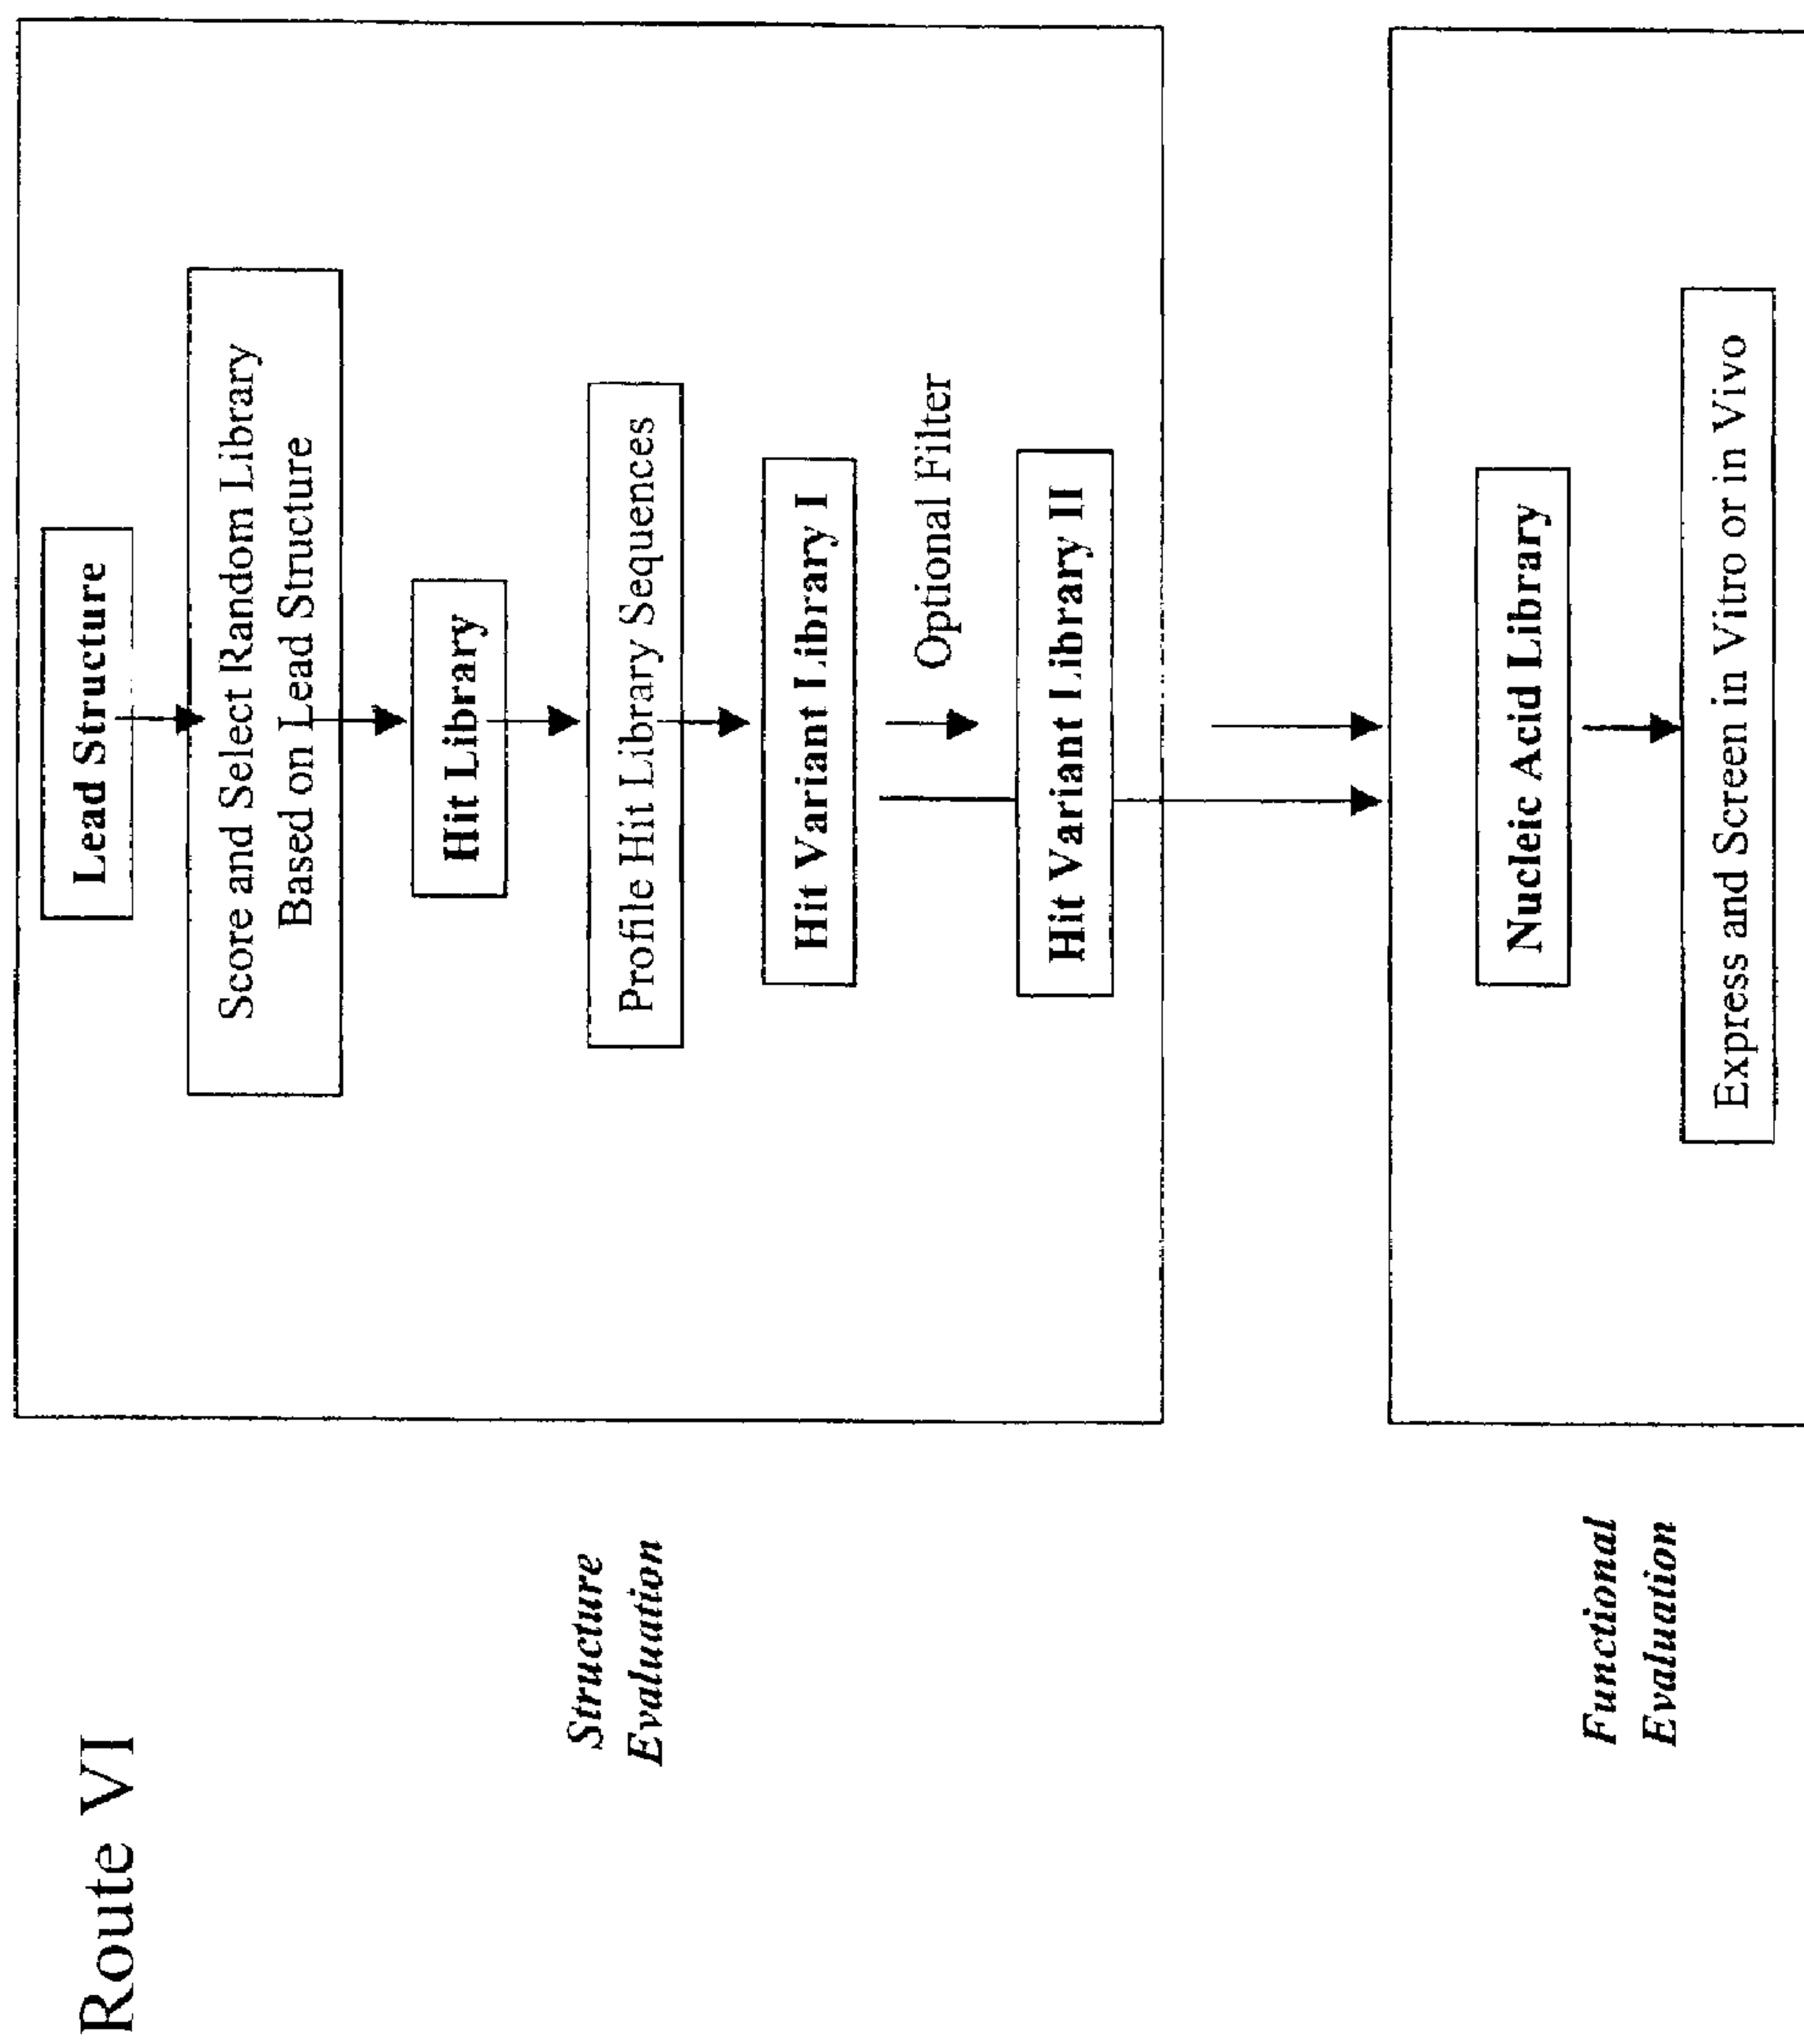 Route VI
Structure
Evaluation
Lead Structure
Score and Select Random Library
Based on Lead Structure
Hit Library
Profile Hit Library Sequences
Hit Variant Library I
Optional Filter
Hit Variant Library II
Functional
Evaluation
Nucleic Acid Library
Express and Screen in Vitro or in Vivo